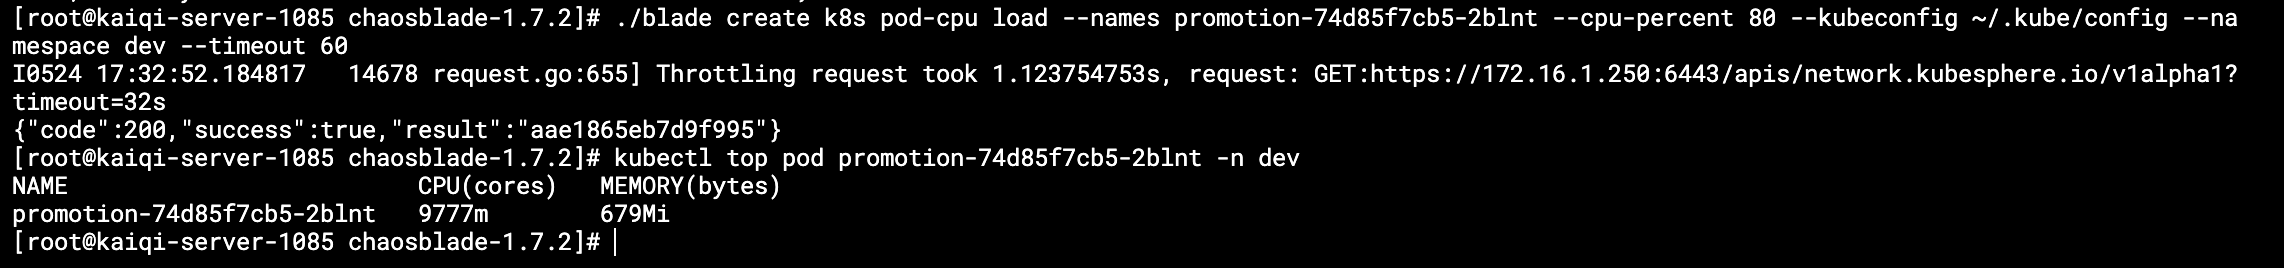 [root@kaiqi-server-1085 chaosblade-1.7.2]# ./blade create k8s pod-cpu load --names promotion-74d85f7cb5-2blnt --cpu-percent 80 --kubeconfig ~/.kube/config --na
mespace dev --timeout 60
I0524 17:32:52.184817   14678 request.go:655] Throttling request took 1.123754753s, request: GET:https://172.16.1.250:6443/apis/network.kubesphere.io/v1alpha1?
timeout=32s
{"code":200,"success":true,"result":"aae1865eb7d9f995"}
[root@kaiqi-server-1085 chaosblade-1.7.2]# kubectl top pod promotion-74d85f7cb5-2blnt -n dev
NAME                         CPU(cores)   MEMORY(bytes)
promotion-74d85f7cb5-2blnt   9777m        679Mi
[root@kaiqi-server-1085 chaosblade-1.7.2]#